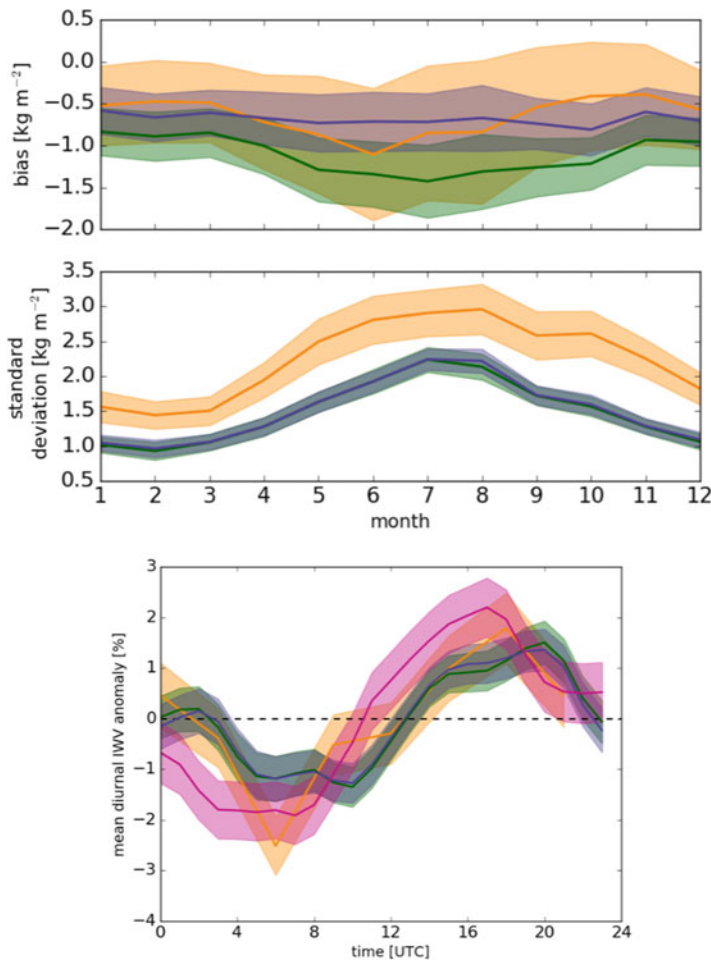 bias [kg m⁻²]
0.5
0.0
−0.5
−1.0
−1.5
−2.0
standard
deviation [kg m⁻²]
3.5
3.0
2.5
2.0
1.5
1.0
0.5
1 2 3 4 5 6 7 8 9 10 11 12
month
mean diurnal IWV anomaly [%]
3
2
1
0
−1
−2
−3
−4
0 4 8 12 16 20 24
time [UTC]